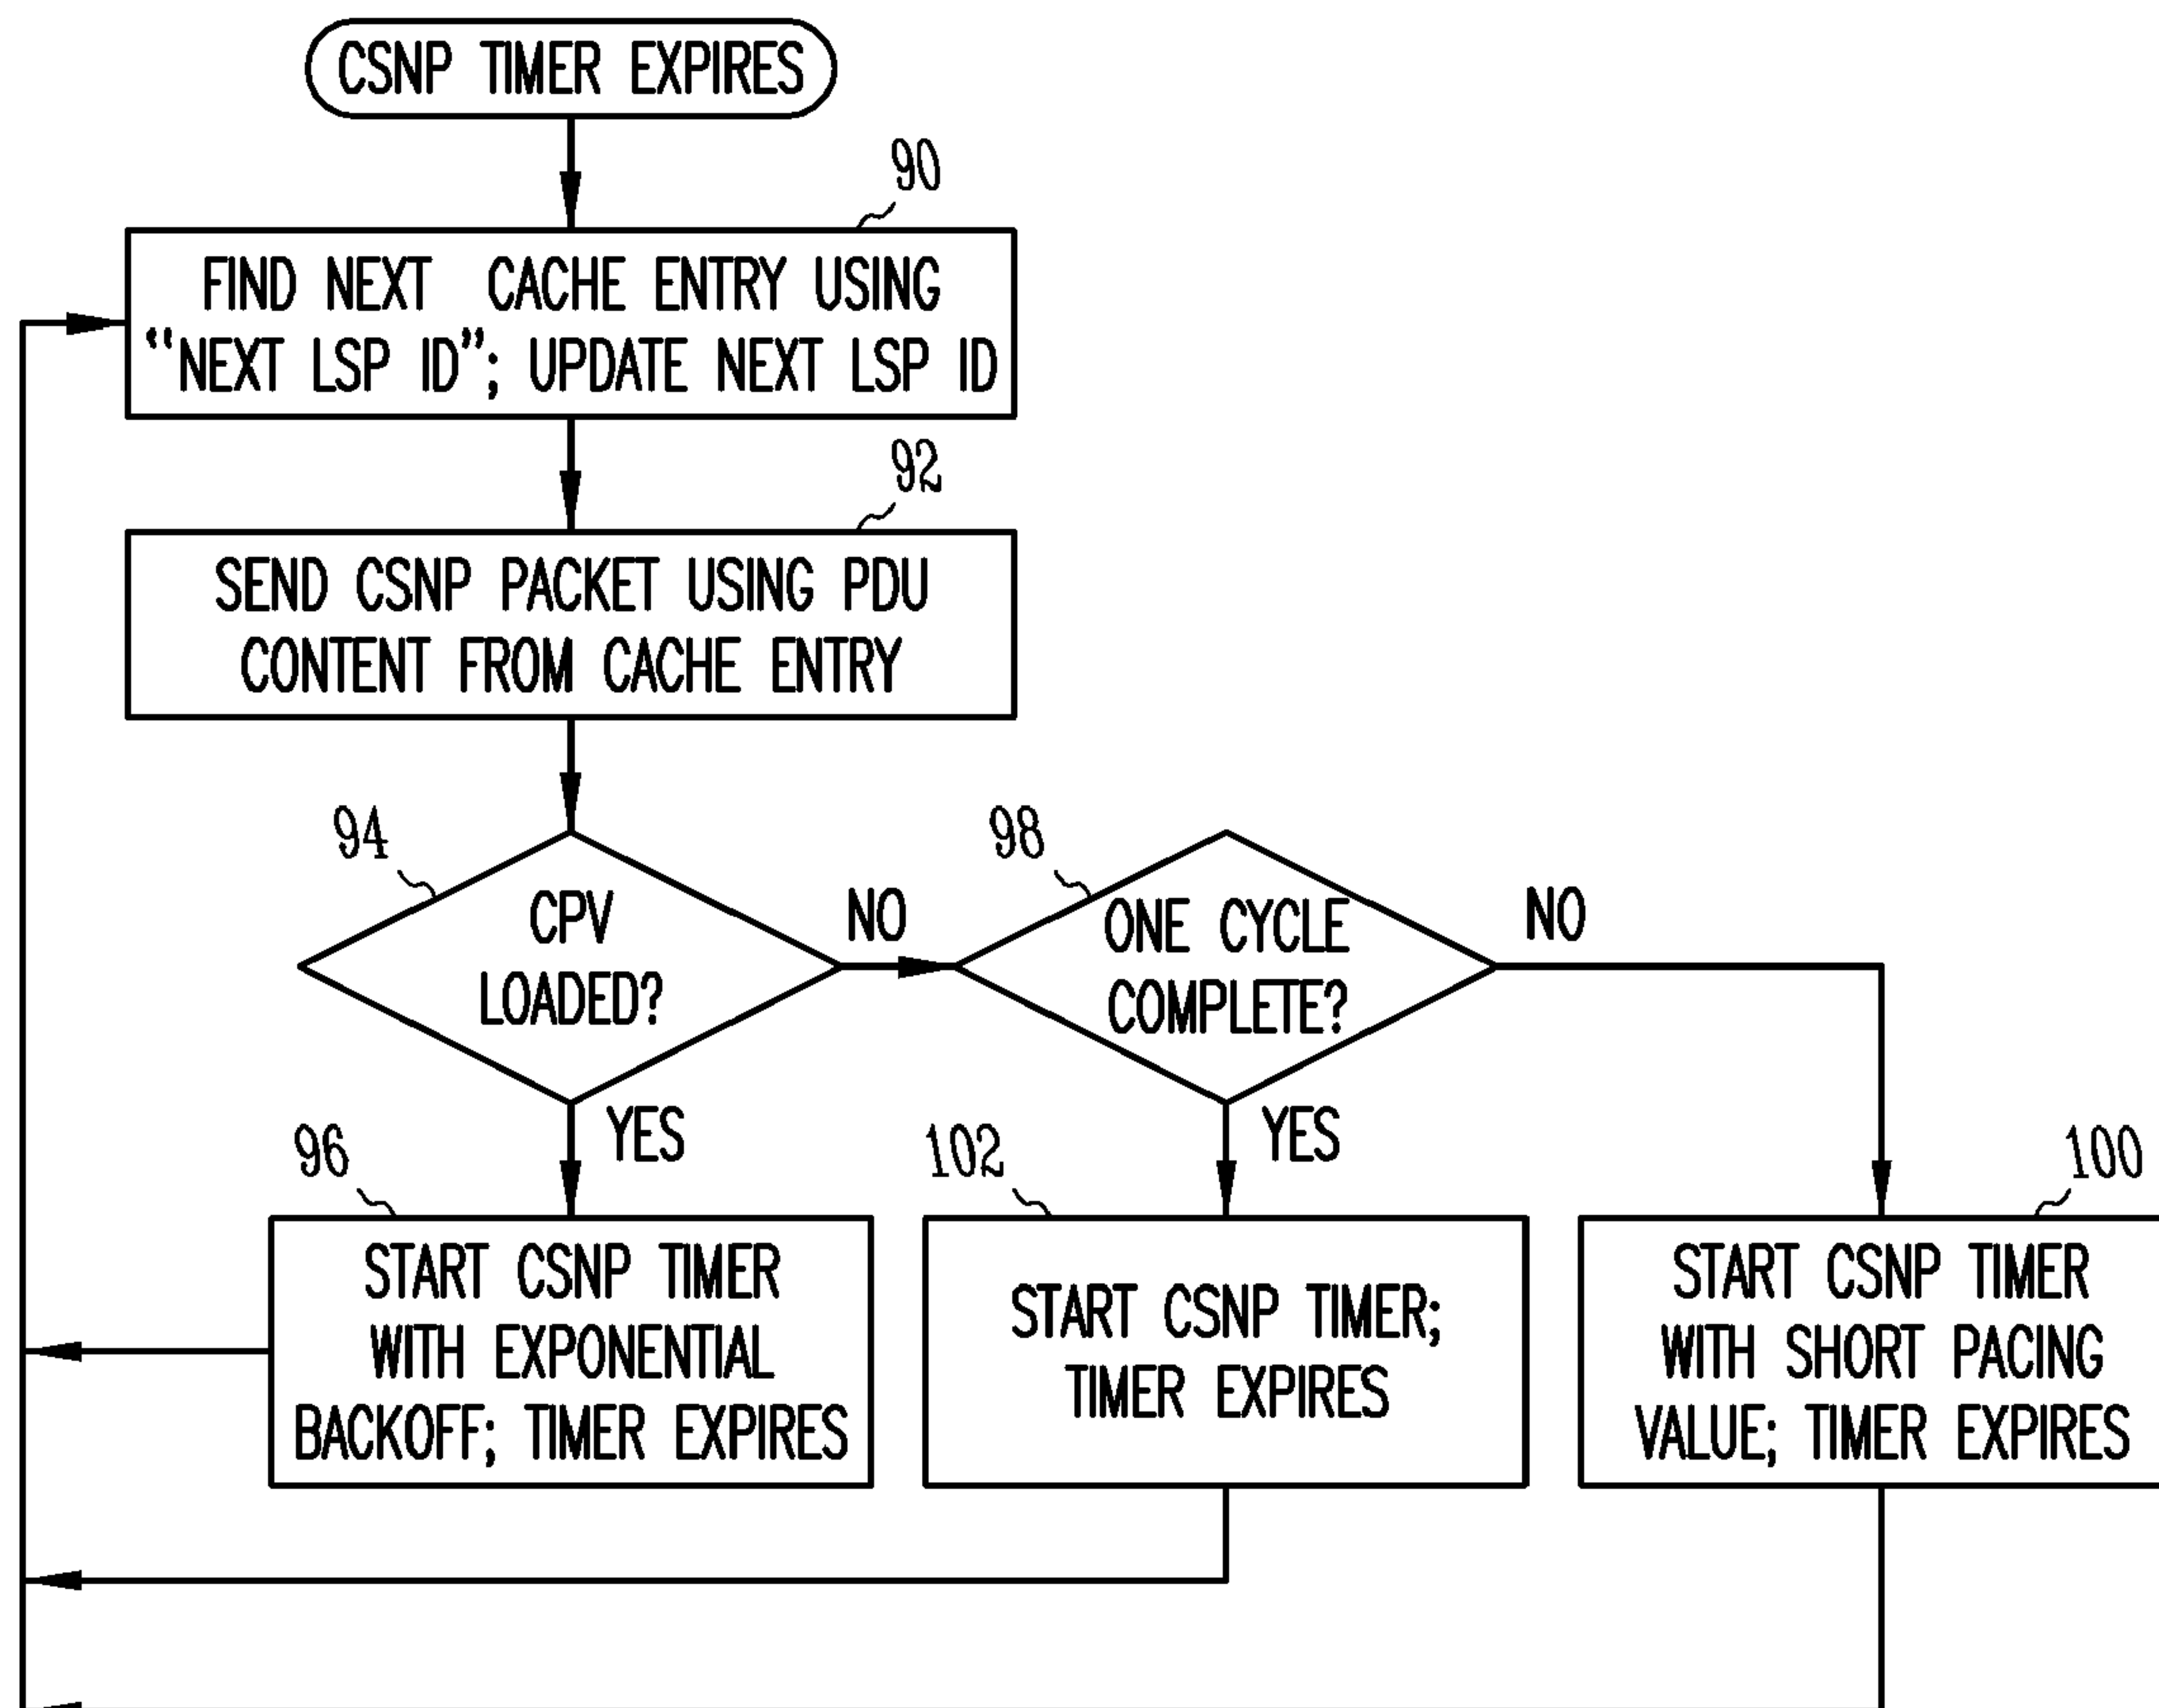 CSNP TIMER EXPIRES
90
FIND NEXT CACHE ENTRY USING
“NEXT LSP ID”; UPDATE NEXT LSP ID
92
SEND CSNP PACKET USING PDU
CONTENT FROM CACHE ENTRY
94
CPV
LOADED?
NO
98
ONE CYCLE
COMPLETE?
NO
YES
YES
96
START CSNP TIMER
WITH EXPONENTIAL
BACKOFF; TIMER EXPIRES
102
START CSNP TIMER;
TIMER EXPIRES
100
START CSNP TIMER
WITH SHORT PACING
VALUE; TIMER EXPIRES